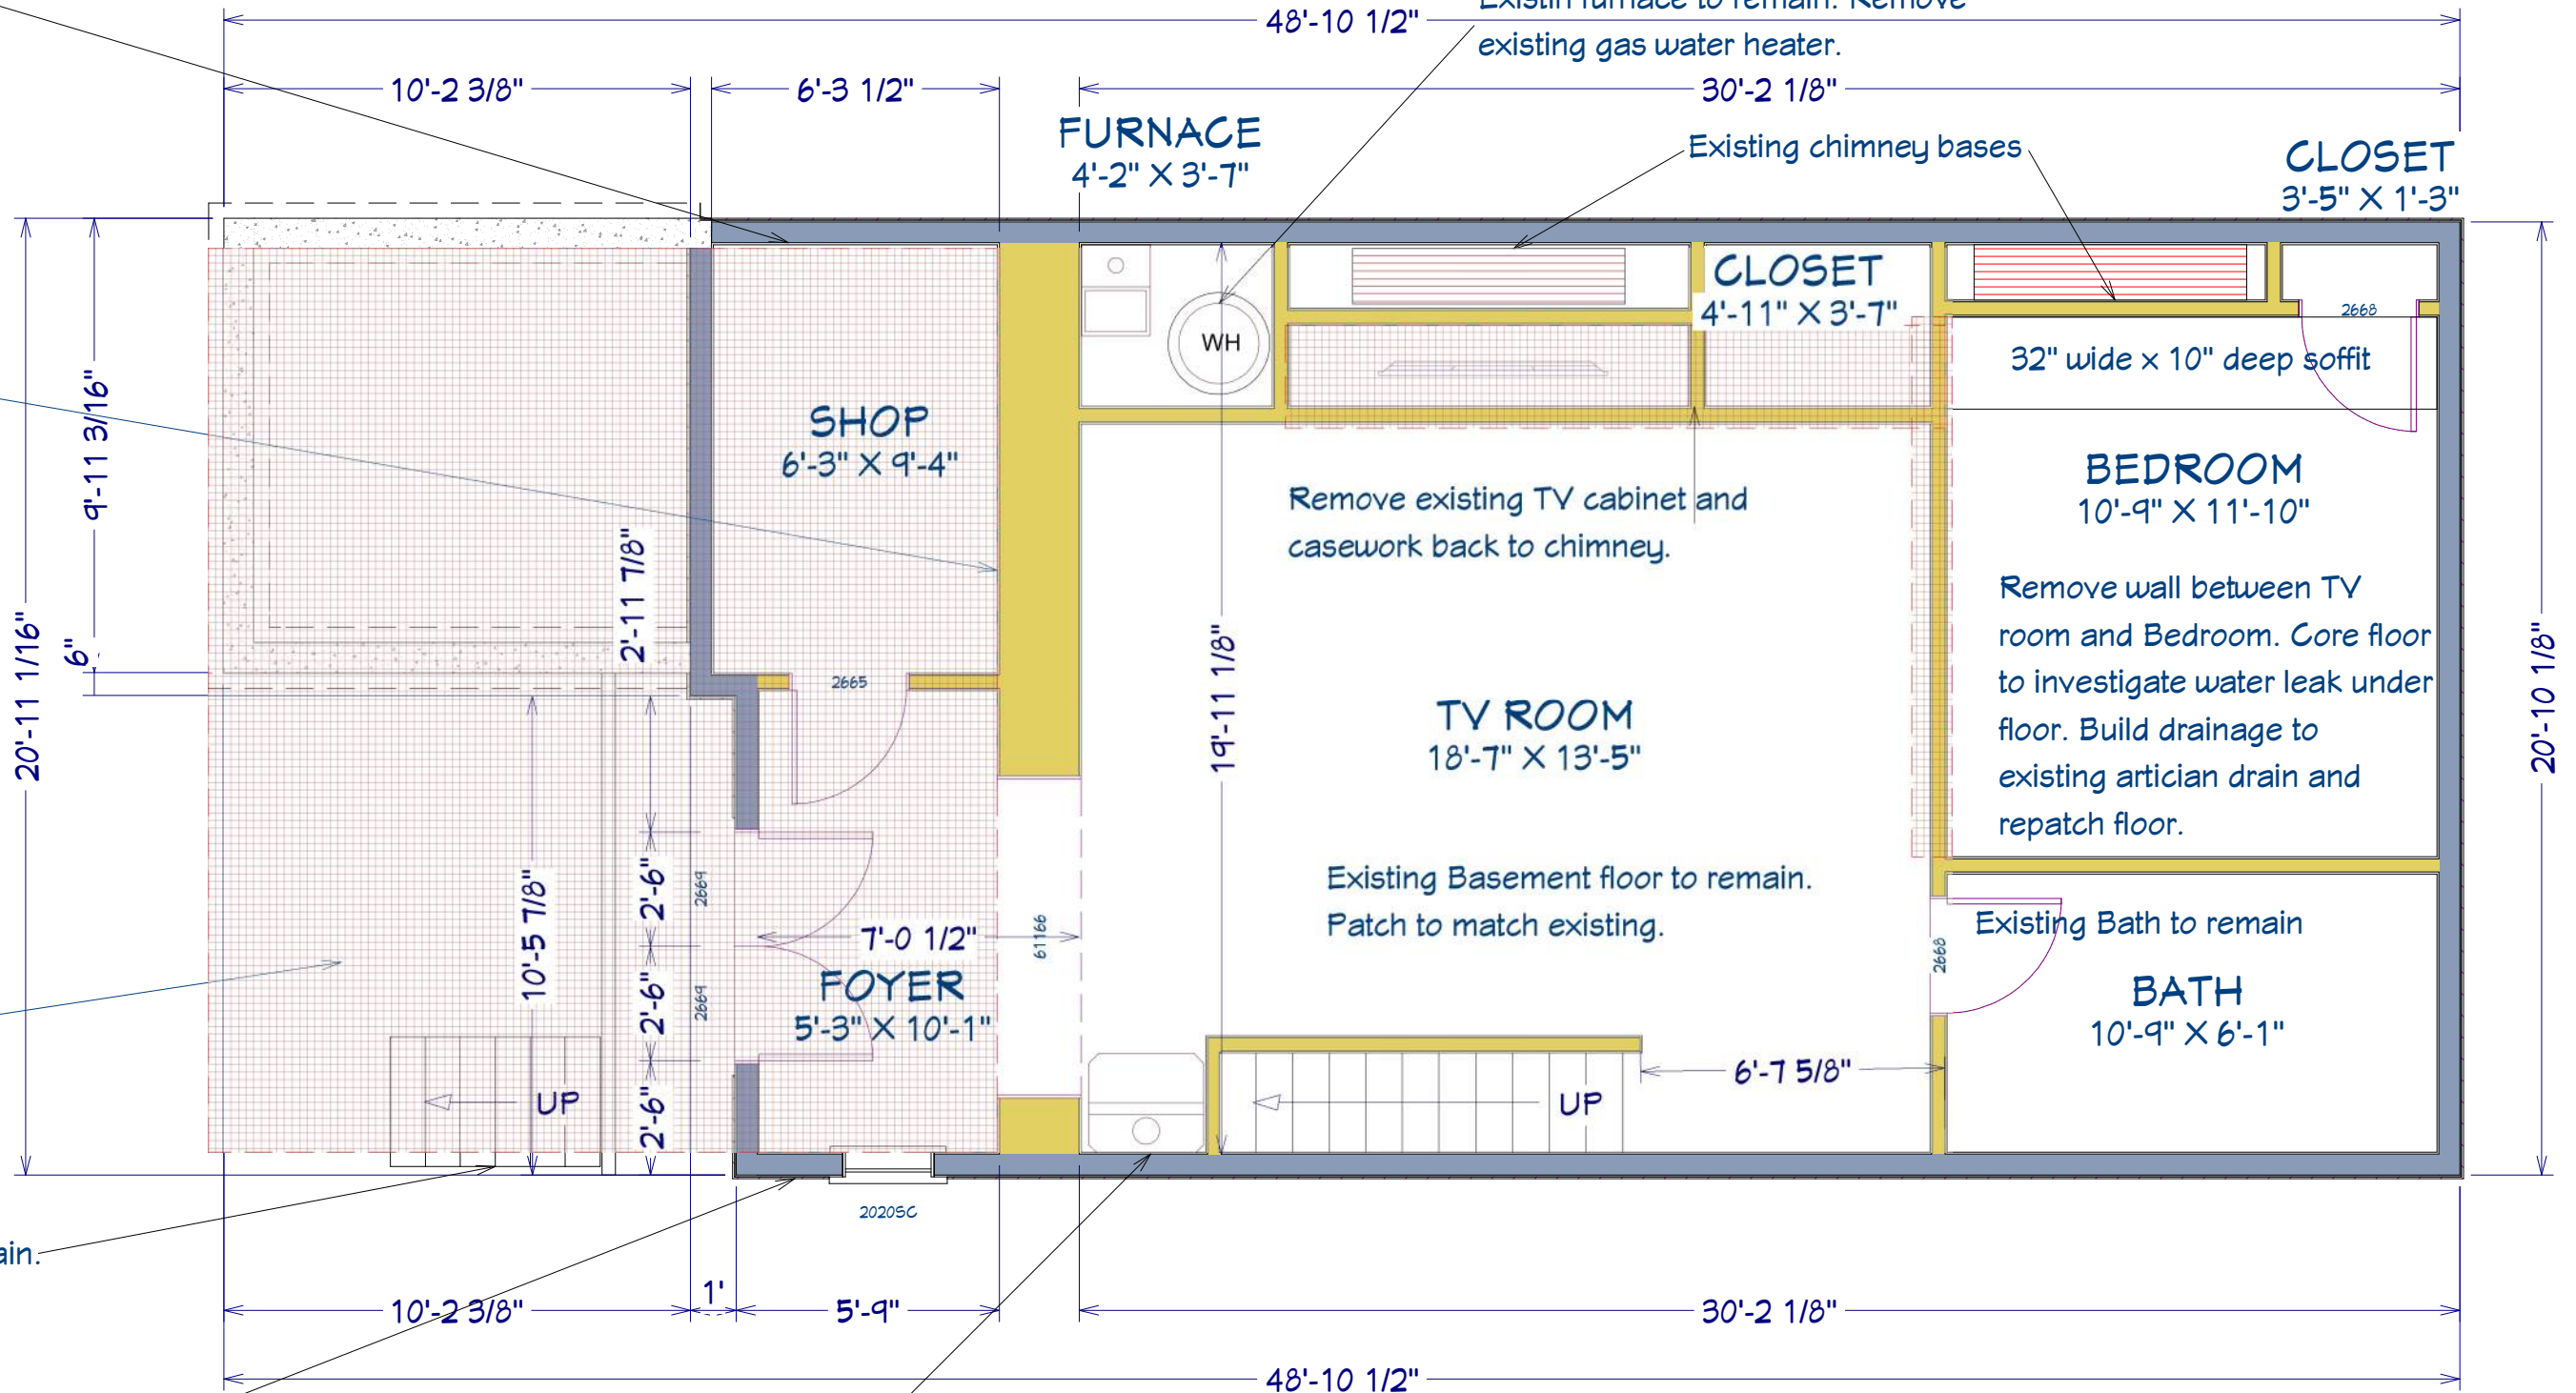 Existin furnace to remain. Remove
existing gas water heater.
48'-10 1/2"
10'-2 3/8"
6'-3 1/2"
30'-2 1/8"
FURNACE
4'-2" X 3'-7"
Existing chimney bases
CLOSET
3'-5" X 1'-3"
CLOSET
4'-11" X 3'-7"
2668
WH
32" wide x 10" deep soffit
9'-11 3/16"
SHOP
6'-3" X 9'-4"
BEDROOM
10'-9" X 11'-10"
Remove existing TV cabinet and
casework back to chimney.
2'-11 7/8"
Remove wall between TV
room and Bedroom. Core floor
to investigate water leak under
floor. Build drainage to
existing artician drain and
repatch floor.
20'-11 1/16"
6"
2665
19'-11 1/8"
20'-10 1/8"
TV ROOM
18'-7" X 13'-5"
Existing Basement floor to remain.
Patch to match existing.
10'-5 7/8"
2'-6"
2669
7'-0 1/2"
61166
Existing Bath to remain
2668
FOYER
5'-3" X 10'-1"
2'-6"
2669
BATH
10'-9" X 6'-1"
6'-7 5/8"
UP
2'-6"
UP
2020SC
ain.
10'-2 3/8"
1'
5'-9"
30'-2 1/8"
48'-10 1/2"